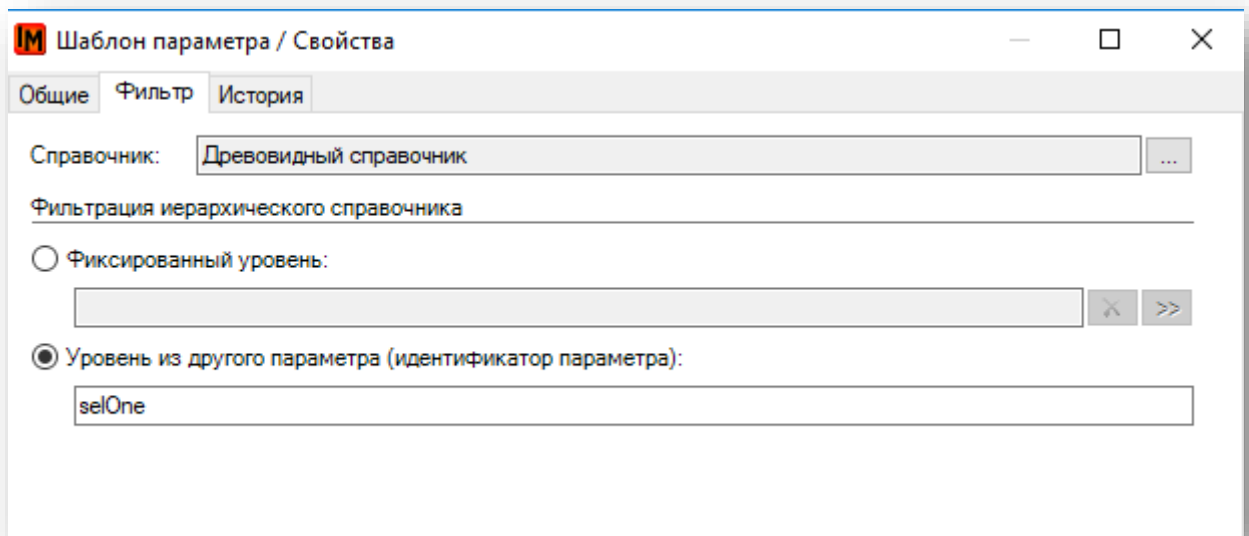 IM Шаблон параметра / Свойства
Общие Фильтр История
Справочник: Древовидный справочник ...
Фильтрация иерархического справочника
Фиксированный уровень:
>>
Уровень из другого параметра (идентификатор параметра):
selOne